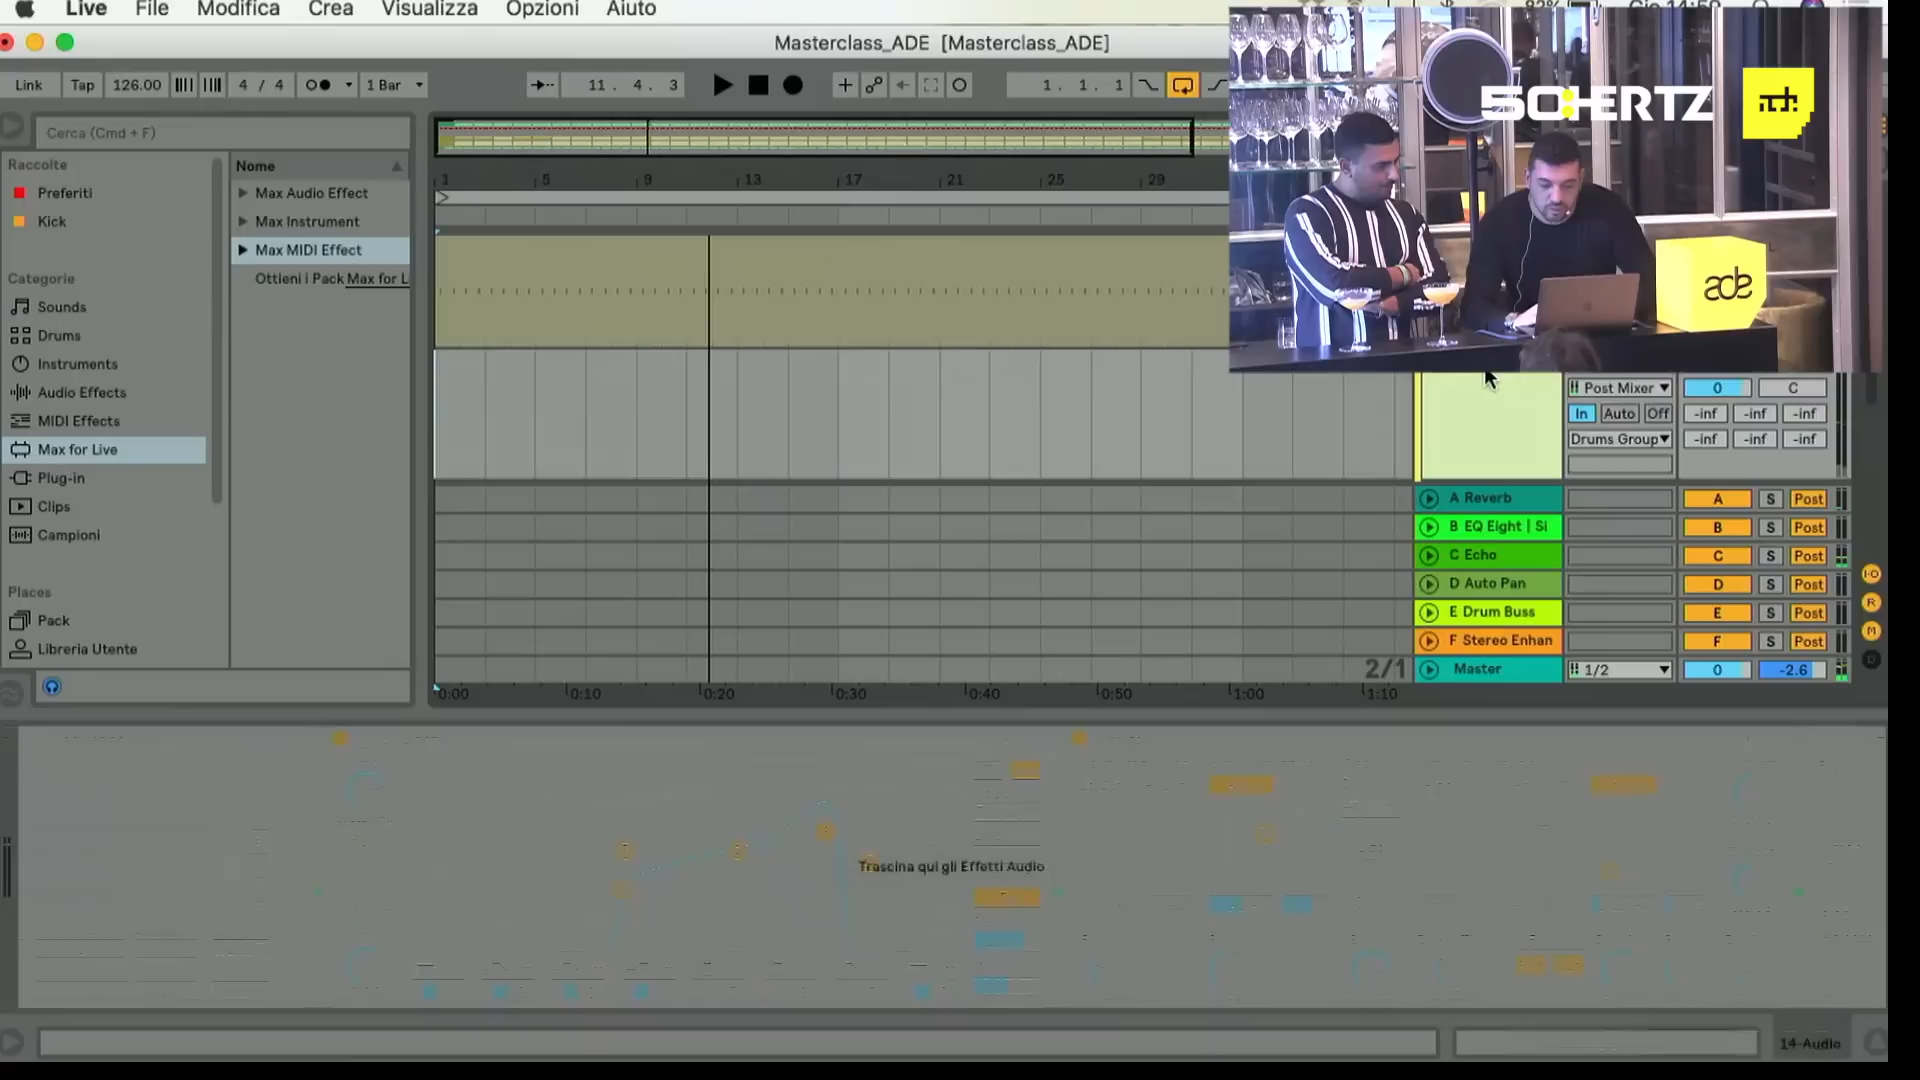 Live File Modifica Crea Visualizza Opzioni Aiuto
Masterclass_ADE [Masterclass_ADE]
Link Tap 126.00 4 / 4 1 Bar 11. 4. 3 1. 1. 1
50:HERTZ
Cerca (Cmd + F)
Raccolte
Preferiti
Kick
Categorie
Sounds
Drums
Instruments
Audio Effects
MIDI Effects
Max for Live
Plug-in
Clips
Campioni
Places
Pack
Libreria Utente
Nome
Max Audio Effect
Max Instrument
Max MIDI Effect
Ottieni i Pack Max for Li
1 5 9 13 17 21 25 29
ade
Post Mixer 0 C
In Auto Off -inf -inf -inf
Drums Group -inf -inf -inf
A Reverb A S Post
B EQ Eight | Si B S Post
C Echo C S Post
D Auto Pan D S Post
E Drum Buss E S Post
F Stereo Enhan F S Post
2/1 Master 1/2 0 -2.6
I·O
R
M
D
0:00 0:10 0:20 0:30 0:40 0:50 1:00 1:10
Trascina qui gli Effetti Audio
14-Audio